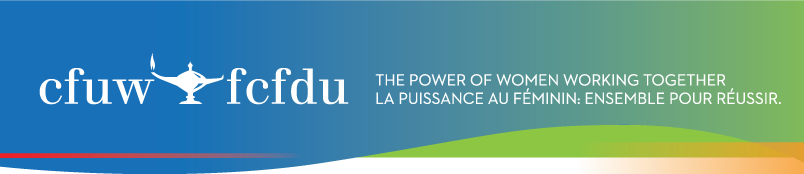 cfuw fcfdu
THE POWER OF WOMEN WORKING TOGETHER
LA PUISSANCE AU FÉMININ: ENSEMBLE POUR RÉUSSIR.